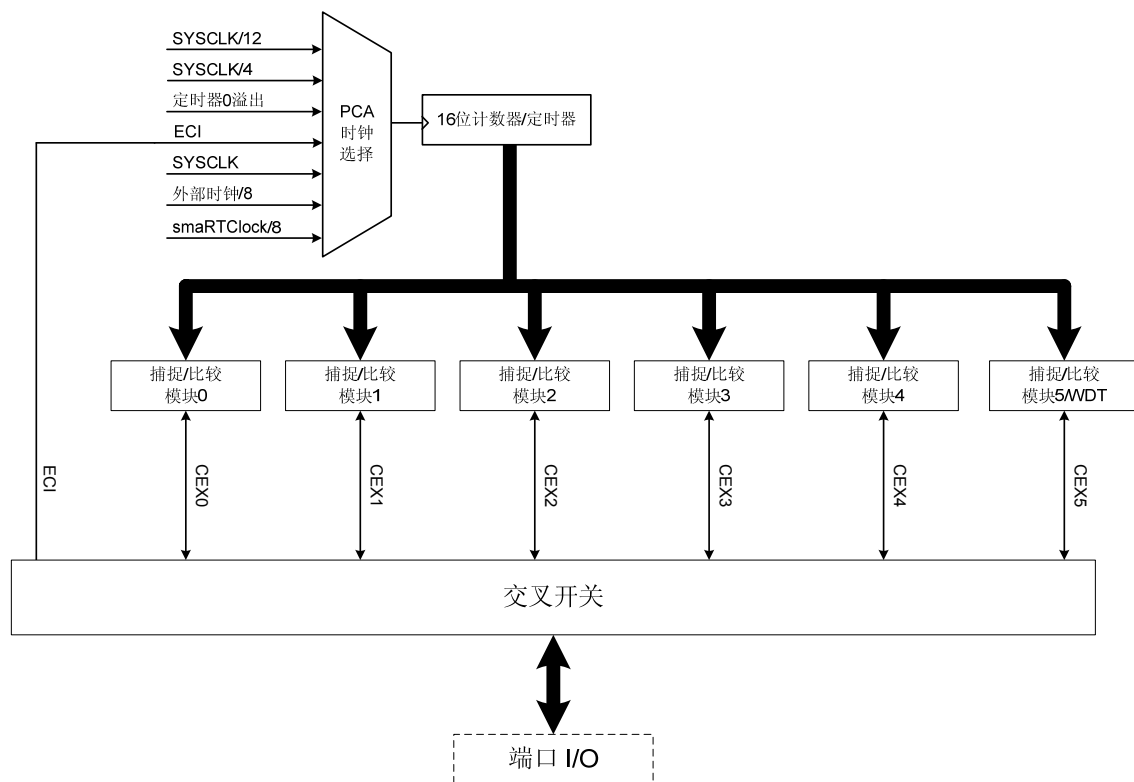 SYSCLK/12
SYSCLK/4
定时器0溢出
ECI
SYSCLK
外部时钟/8
smaRTClock/8
PCA
时钟
选择
16位计数器/定时器
捕捉/比较
模块0
捕捉/比较
模块1
捕捉/比较
模块2
捕捉/比较
模块3
捕捉/比较
模块4
捕捉/比较
模块5/WDT
ECI
CEX0
CEX1
CEX2
CEX3
CEX4
CEX5
交叉开关
端口 I/O